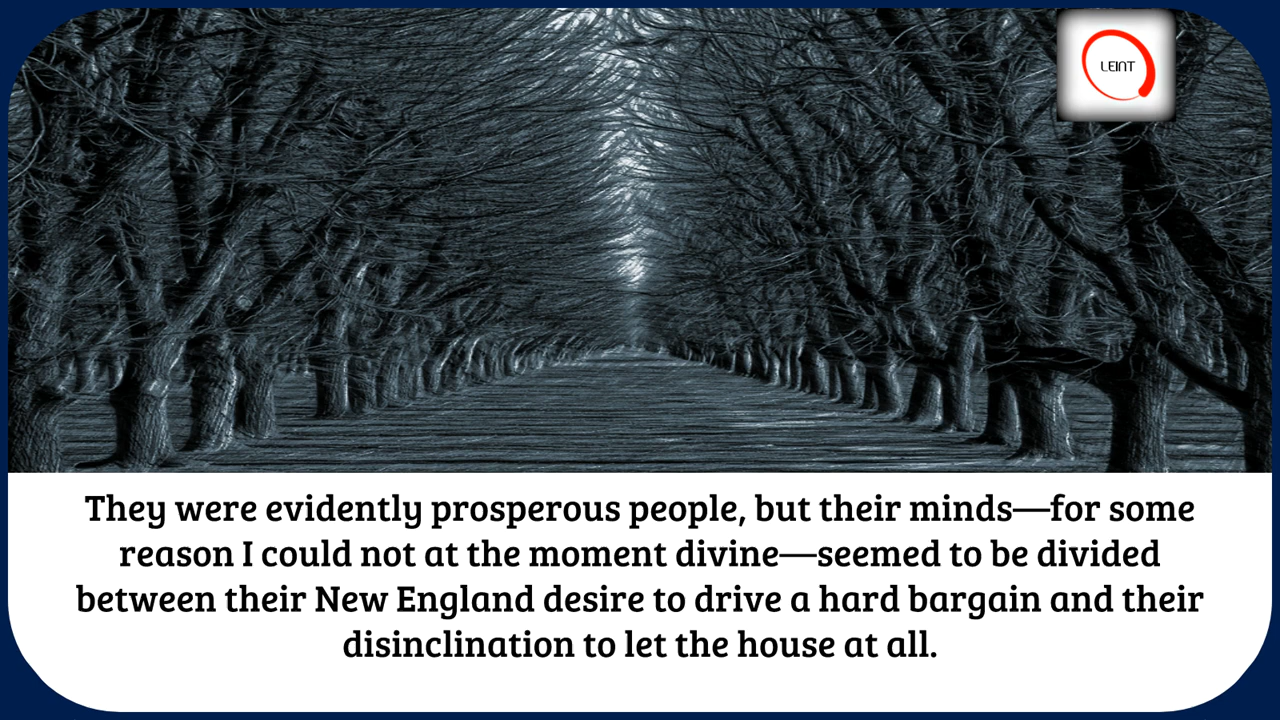 LEINT
They were evidently prosperous people, but their minds—for some
reason I could not at the moment divine—seemed to be divided
between their New England desire to drive a hard bargain and their
disinclination to let the house at all.